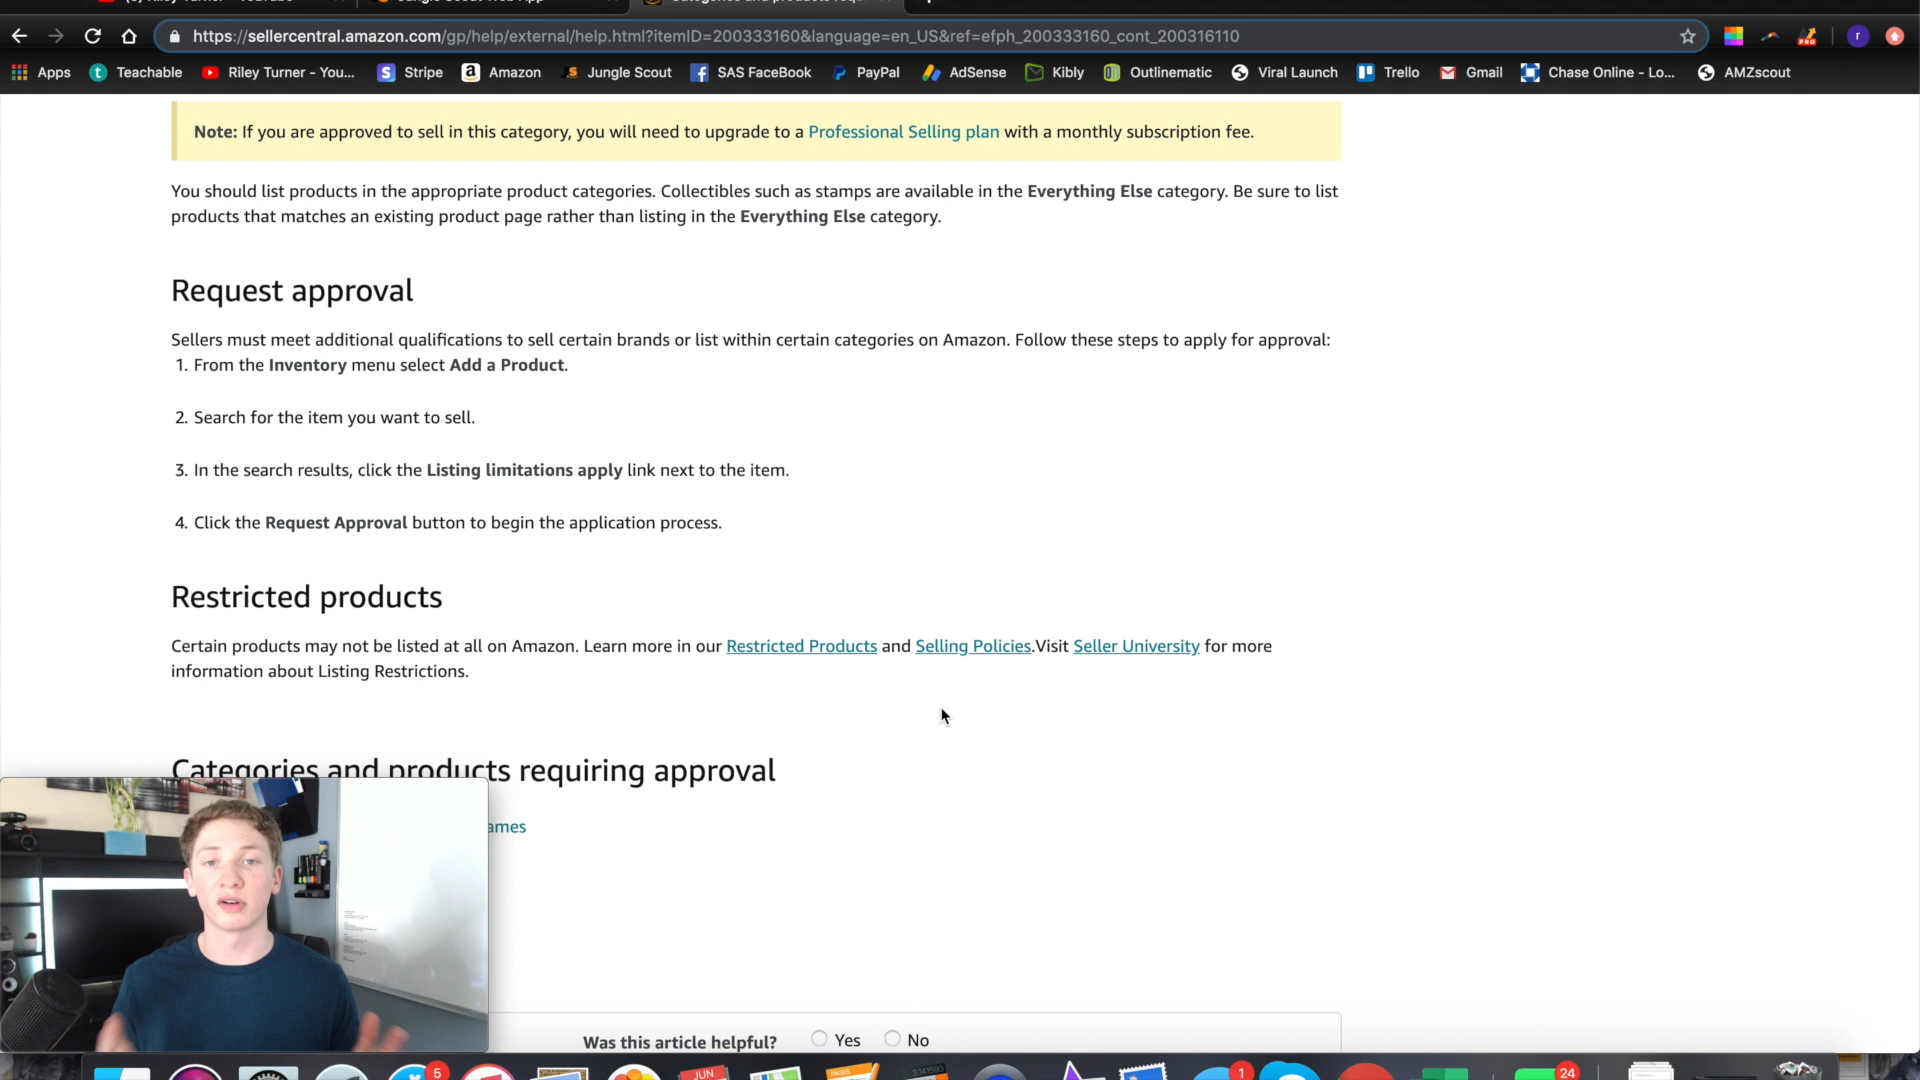 https://sellercentral.amazon.com/gp/help/external/help.html?itemID=200333160&language=en_US&ref=efph_200333160_cont_200316110
Apps Teachable Riley Turner - You... Stripe Amazon Jungle Scout SAS FaceBook PayPal AdSense Kibly Outlinematic Viral Launch Trello Gmail Chase Online - Lo... AMZscout
Note: If you are approved to sell in this category, you will need to upgrade to a Professional Selling plan with a monthly subscription fee.
You should list products in the appropriate product categories. Collectibles such as stamps are available in the Everything Else category. Be sure to list
products that matches an existing product page rather than listing in the Everything Else category.
Request approval
Sellers must meet additional qualifications to sell certain brands or list within certain categories on Amazon. Follow these steps to apply for approval:
1. From the Inventory menu select Add a Product.
2. Search for the item you want to sell.
3. In the search results, click the Listing limitations apply link next to the item.
4. Click the Request Approval button to begin the application process.
Restricted products
Certain products may not be listed at all on Amazon. Learn more in our Restricted Products and Selling Policies.Visit Seller University for more
information about Listing Restrictions.
Categories and products requiring approval
ames
Was this article helpful? Yes No
5 JUN PAGES 3.141593 1 24